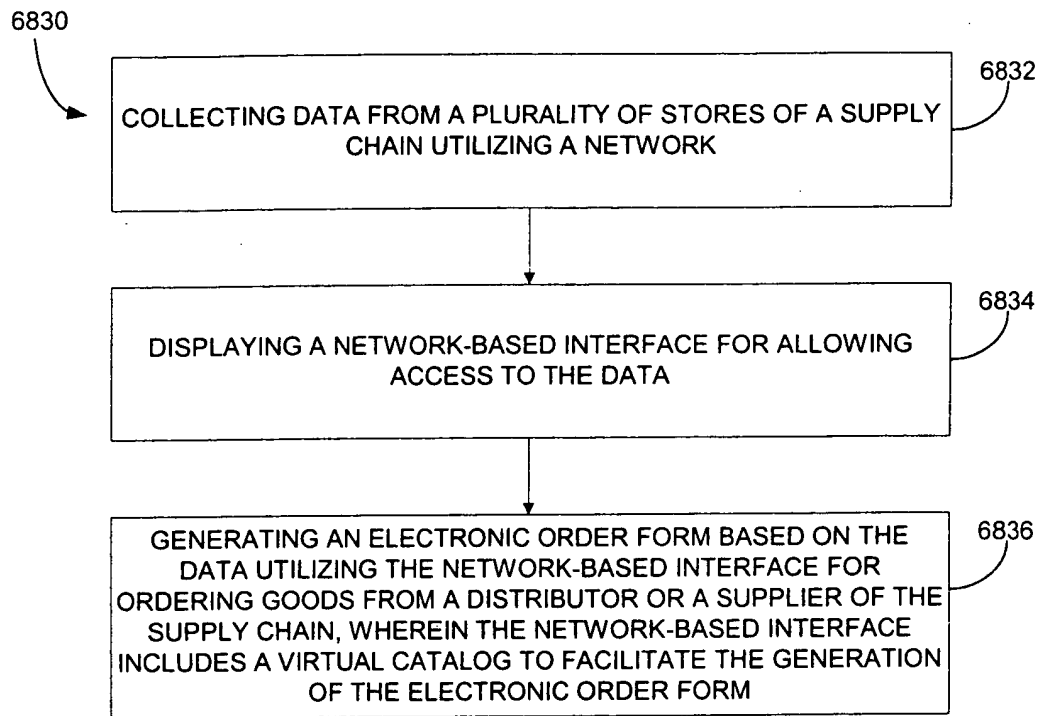 6830
6832
COLLECTING DATA FROM A PLURALITY OF STORES OF A SUPPLY
CHAIN UTILIZING A NETWORK
6834
DISPLAYING A NETWORK-BASED INTERFACE FOR ALLOWING
ACCESS TO THE DATA
6836
GENERATING AN ELECTRONIC ORDER FORM BASED ON THE
DATA UTILIZING THE NETWORK-BASED INTERFACE FOR
ORDERING GOODS FROM A DISTRIBUTOR OR A SUPPLIER OF THE
SUPPLY CHAIN, WHEREIN THE NETWORK-BASED INTERFACE
INCLUDES A VIRTUAL CATALOG TO FACILITATE THE GENERATION
OF THE ELECTRONIC ORDER FORM